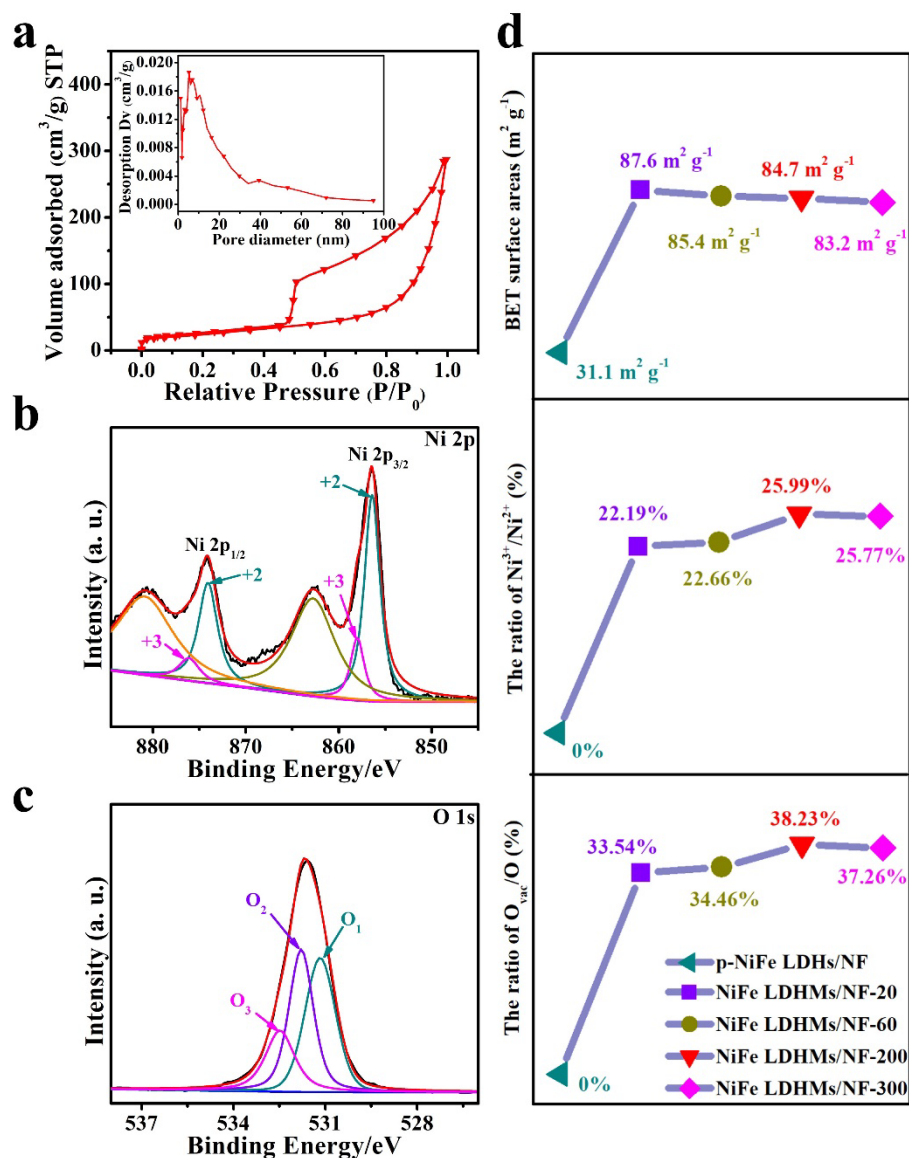 a
Volume adsorbed (cm³/g) STP
400
300
200
100
0
0.0 0.2 0.4 0.6 0.8 1.0
Relative Pressure (P/P₀)
Desorption Dv (cm³/g)
0.020
0.016
0.012
0.008
0.004
0.000
0 20 40 60 80 100
Pore diameter (nm)
b
Ni 2p
Ni 2p₃/₂
+2
Ni 2p₁/₂
+2
+3
+3
Intensity (a. u.)
880 870 860 850
Binding Energy/eV
c
O 1s
O₂
O₁
O₃
Intensity (a. u.)
537 534 531 528
Binding Energy/eV
d
BET surface areas (m² g⁻¹)
87.6 m² g⁻¹
84.7 m² g⁻¹
85.4 m² g⁻¹
83.2 m² g⁻¹
31.1 m² g⁻¹
The ratio of Ni³⁺/Ni²⁺ (%)
25.99%
22.19%
22.66%
25.77%
0%
The ratio of Oᵥₐc/O (%)
38.23%
33.54%
34.46%
37.26%
0%
p-NiFe LDHs/NF
NiFe LDHMs/NF-20
NiFe LDHMs/NF-60
NiFe LDHMs/NF-200
NiFe LDHMs/NF-300